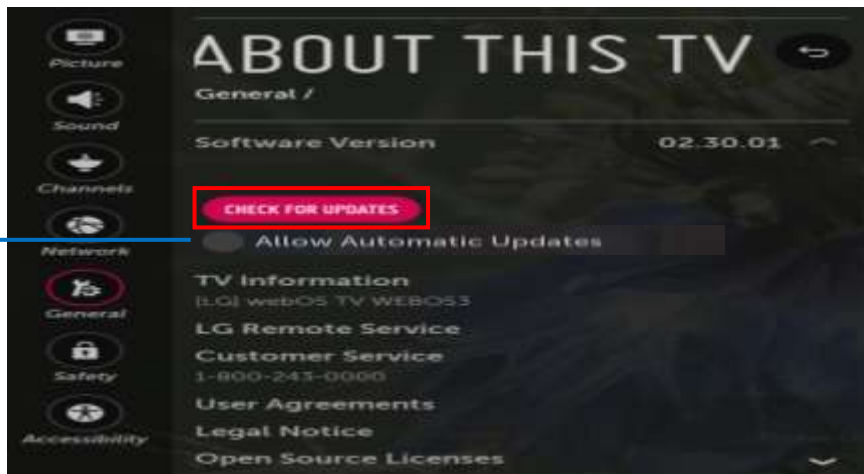 Picture
Sound
Channels
Network
General
Safety
Accessibility
ABOUT THIS TV
General /
Software Version 02.30.01
CHECK FOR UPDATES
Allow Automatic Updates
TV Information
[LG] webOS TV WEBOS3
LG Remote Service
Customer Service
1-800-243-0000
User Agreements
Legal Notice
Open Source Licenses